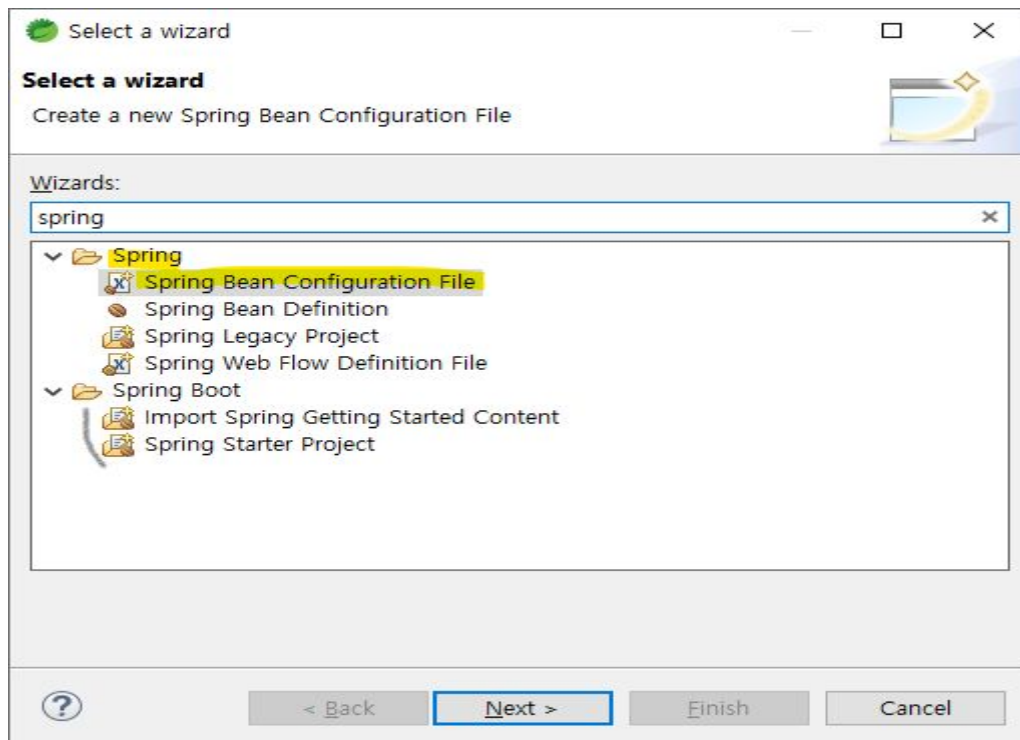 Select a wizard
Select a wizard
Create a new Spring Bean Configuration File
Wizards:
spring
Spring
Spring Bean Configuration File
Spring Bean Definition
Spring Legacy Project
Spring Web Flow Definition File
Spring Boot
Import Spring Getting Started Content
Spring Starter Project
? < Back Next > Finish Cancel